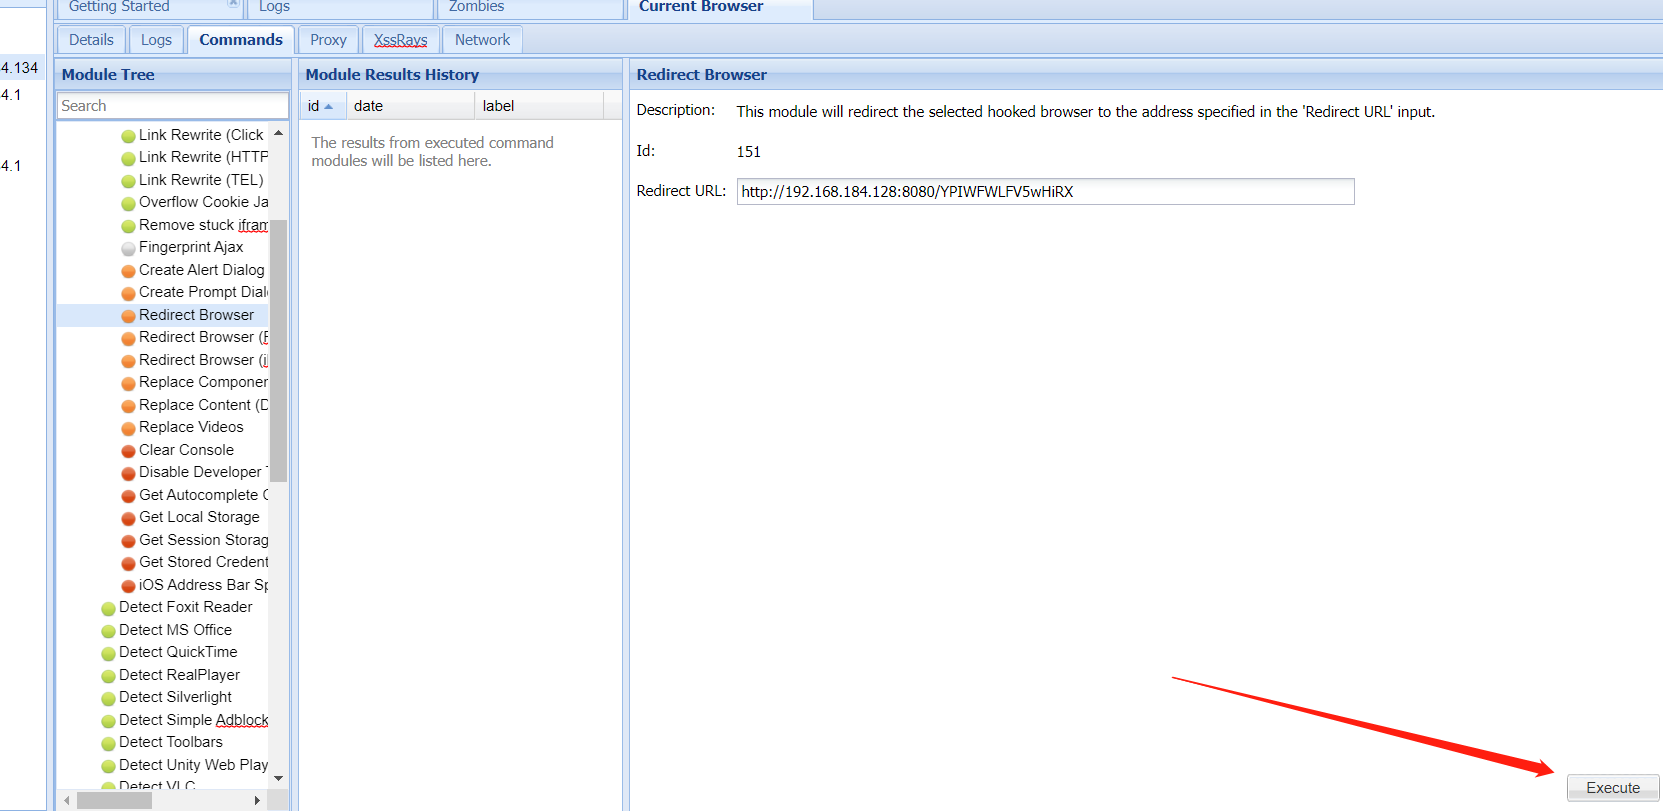 Getting Started
Logs
Zombies
Current Browser
Details
Logs
Commands
Proxy
XssRays
Network
4.134
4.1
4.1
Module Tree
Search
Link Rewrite (Click
Link Rewrite (HTTP
Link Rewrite (TEL)
Overflow Cookie Ja
Remove stuck ifram
Fingerprint Ajax
Create Alert Dialog
Create Prompt Dial
Redirect Browser
Redirect Browser (
Redirect Browser (i
Replace Componer
Replace Content (D
Replace Videos
Clear Console
Disable Developer
Get Autocomplete C
Get Local Storage
Get Session Storag
Get Stored Credent
iOS Address Bar Sp
Detect Foxit Reader
Detect MS Office
Detect QuickTime
Detect RealPlayer
Detect Silverlight
Detect Simple Adblock
Detect Toolbars
Detect Unity Web Play
Detect VLC
Module Results History
id
date
label
The results from executed command
modules will be listed here.
Redirect Browser
Description:
This module will redirect the selected hooked browser to the address specified in the 'Redirect URL' input.
Id:
151
Redirect URL:
http://192.168.184.128:8080/YPIWFWLFV5wHiRX
Execute